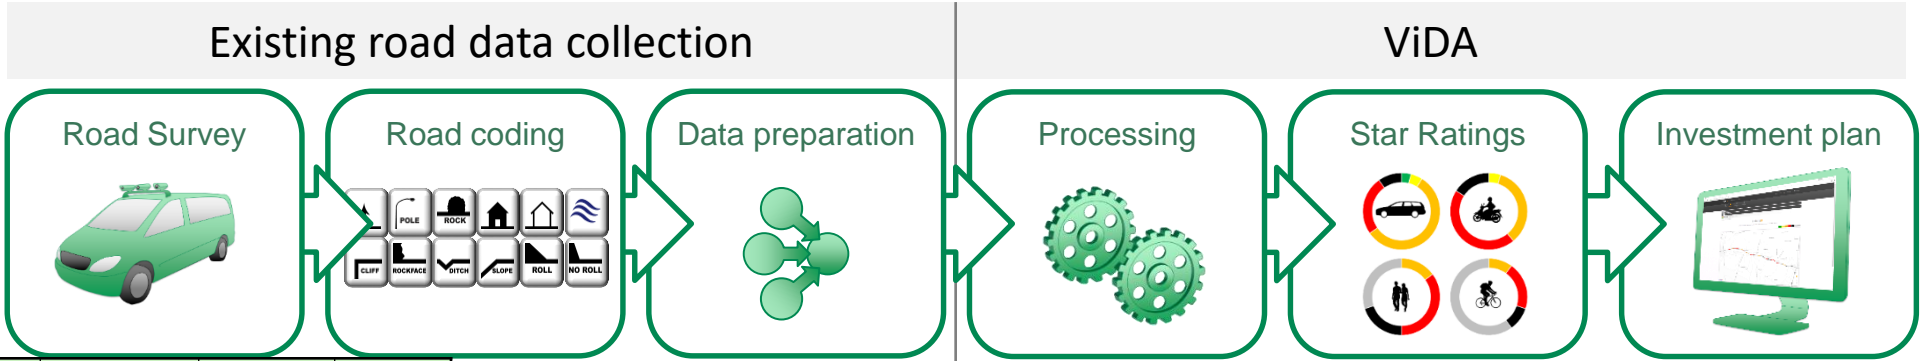 Existing road data collection
ViDA
Road Survey
Road coding
Data preparation
Processing
Star Ratings
Investment plan
POLE
ROCK
CLIFF
ROCKFACE
DITCH
SLOPE
ROLL
NO ROLL